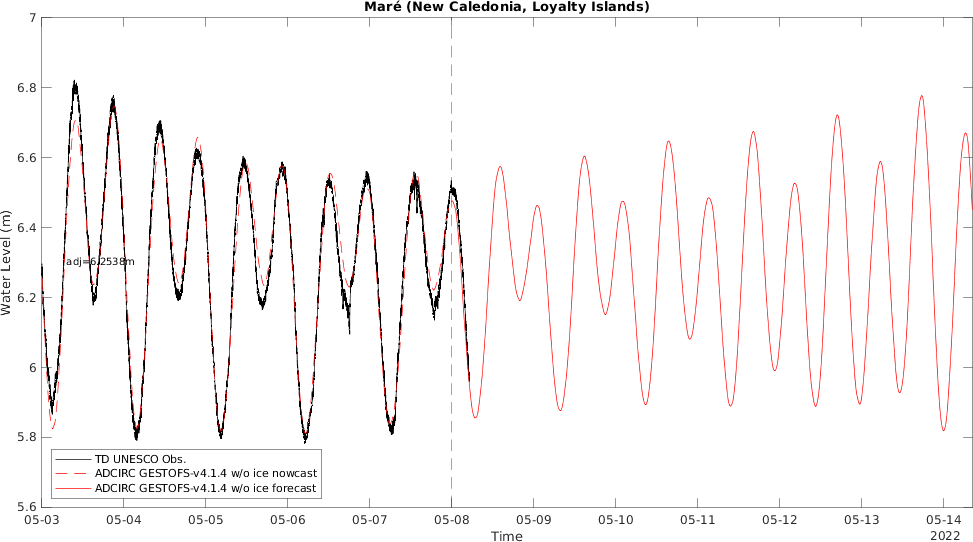 Maré (New Caledonia, Loyalty Islands)
7
6.8
6.6
6.4
6.2
6
5.8
5.6
Water Level (m)
adj=6.2538m
TD UNESCO Obs.
ADCIRC GESTOFS-v4.1.4 w/o ice nowcast
ADCIRC GESTOFS-v4.1.4 w/o ice forecast
05-03 05-04 05-05 05-06 05-07 05-08 05-09 05-10 05-11 05-12 05-13 05-14
Time
2022